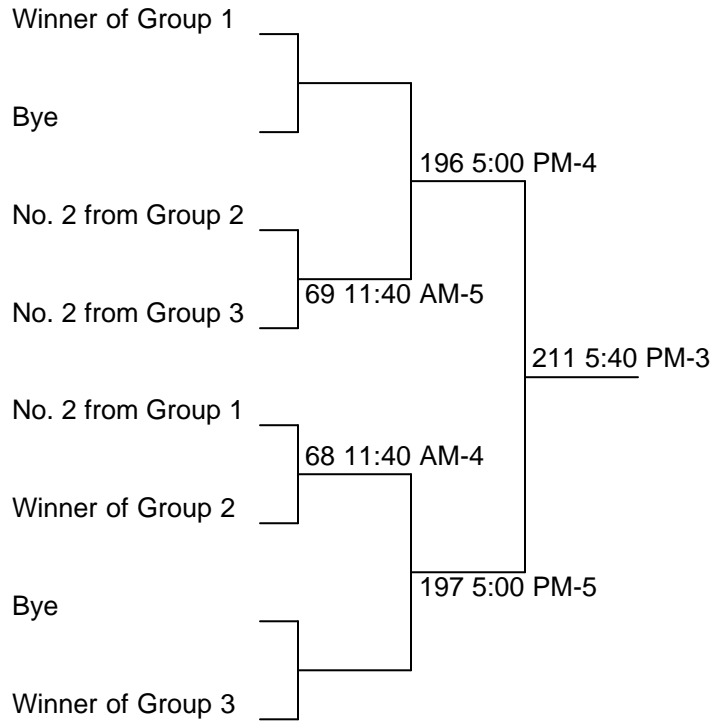 Winner of Group 1
Bye
196 5:00 PM-4
No. 2 from Group 2
69 11:40 AM-5
No. 2 from Group 3
211 5:40 PM-3
No. 2 from Group 1
68 11:40 AM-4
Winner of Group 2
197 5:00 PM-5
Bye
Winner of Group 3